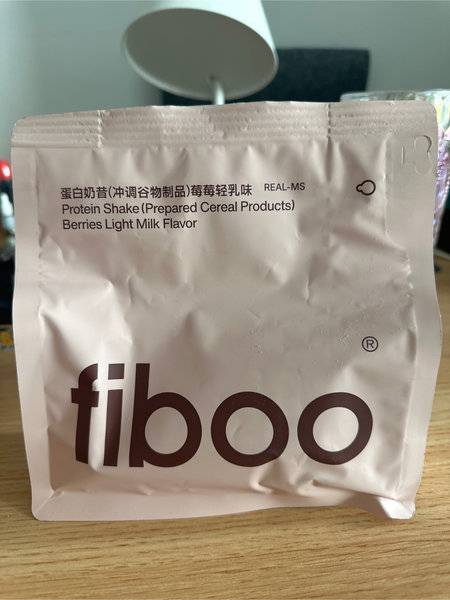 蛋白奶昔(冲调谷物制品)莓莓轻乳味 REAL-MS
Protein Shake (Prepared Cereal Products)
Berries Light Milk Flavor
®
fiboo